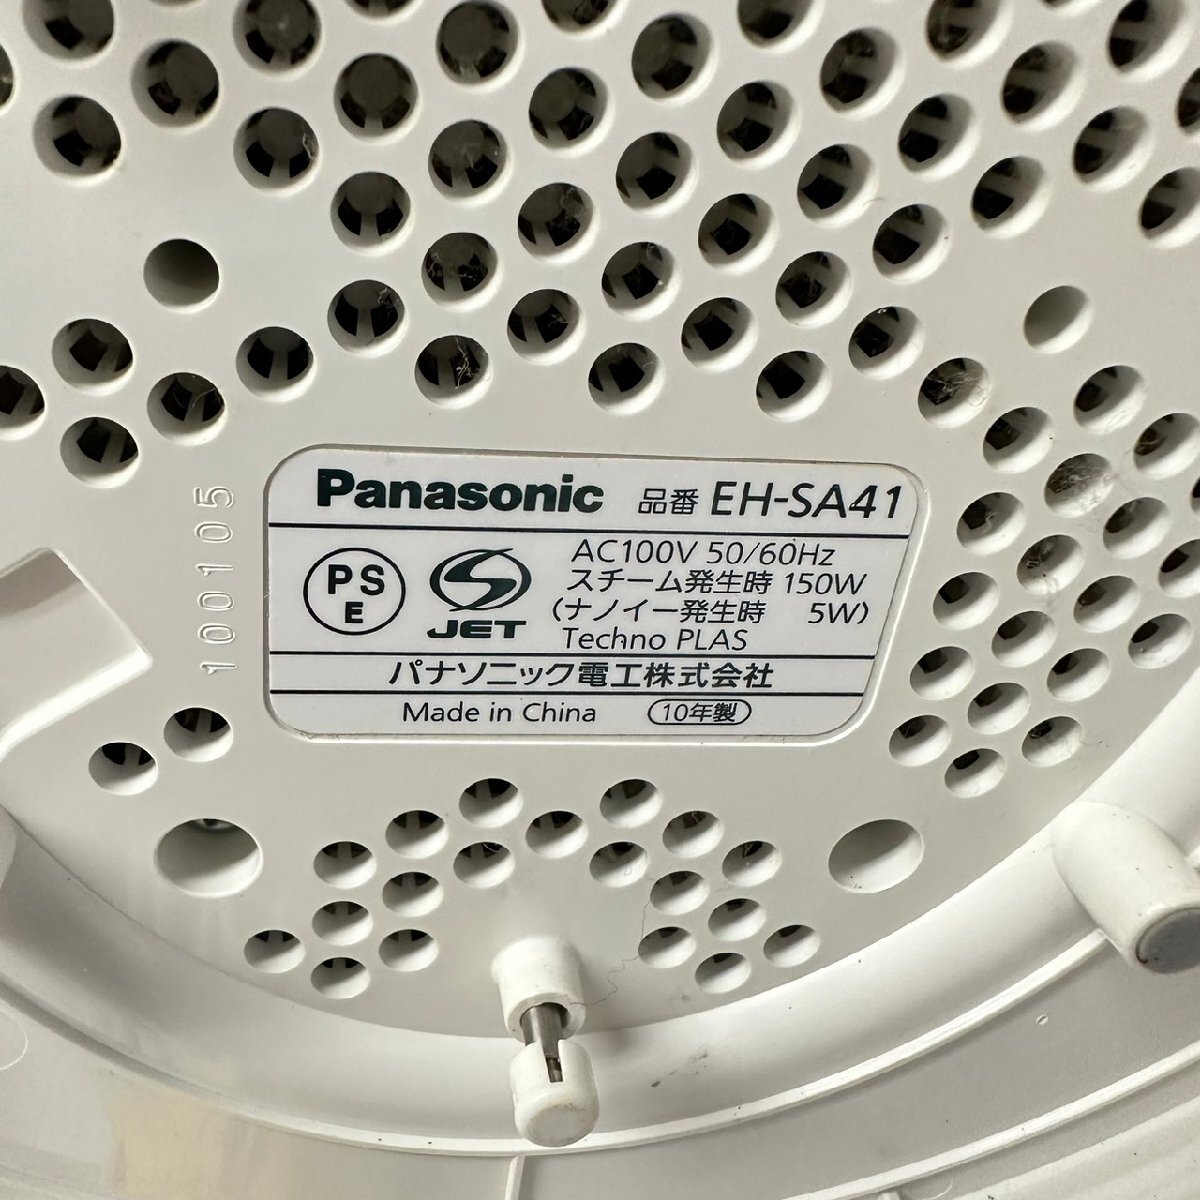 Panasonic 品番 EH-SA41
PS E
JET
AC100V 50/60Hz
スチーム発生時 150W
(ナノイー発生時 5W)
Techno PLAS
パナソニック電工株式会社
Made in China 10年製
100105